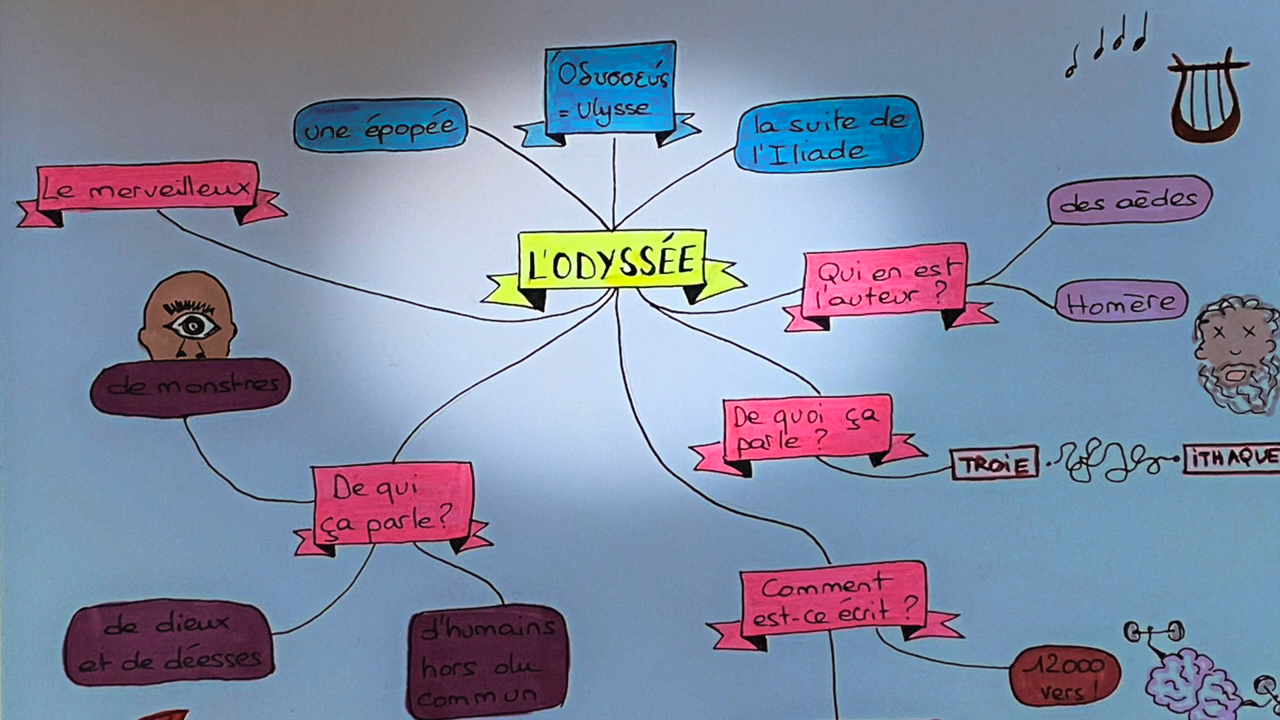 Ὀδυσσεύς
= Ulysse
une épopée
la suite de
l'Iliade
Le merveilleux
L'ODYSSÉE
des aèdes
Qui en est
l'auteur ?
Homère
de monstres
De quoi ça
parle ?
TROIE
ITHAQUE
De qui
ça parle ?
Comment
est-ce écrit ?
de dieux
et de déesses
d'humains
hors du
commun
12000
vers !